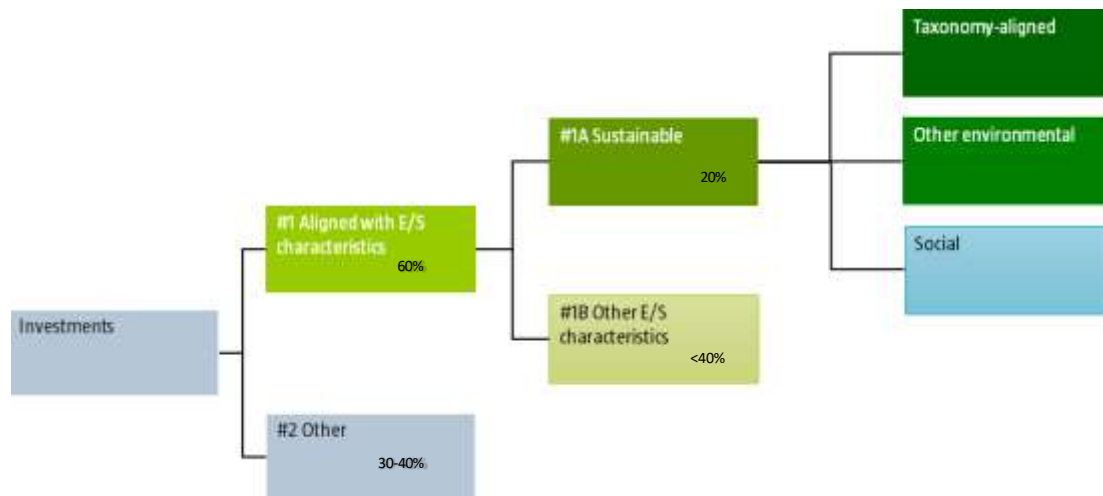 Taxonomy-aligned
#1A Sustainable
20%
Other environmental
#1 Aligned with E/S
characteristics
60%
Social
Investments
#1B Other E/S
characteristics
<40%
#2 Other
30-40%